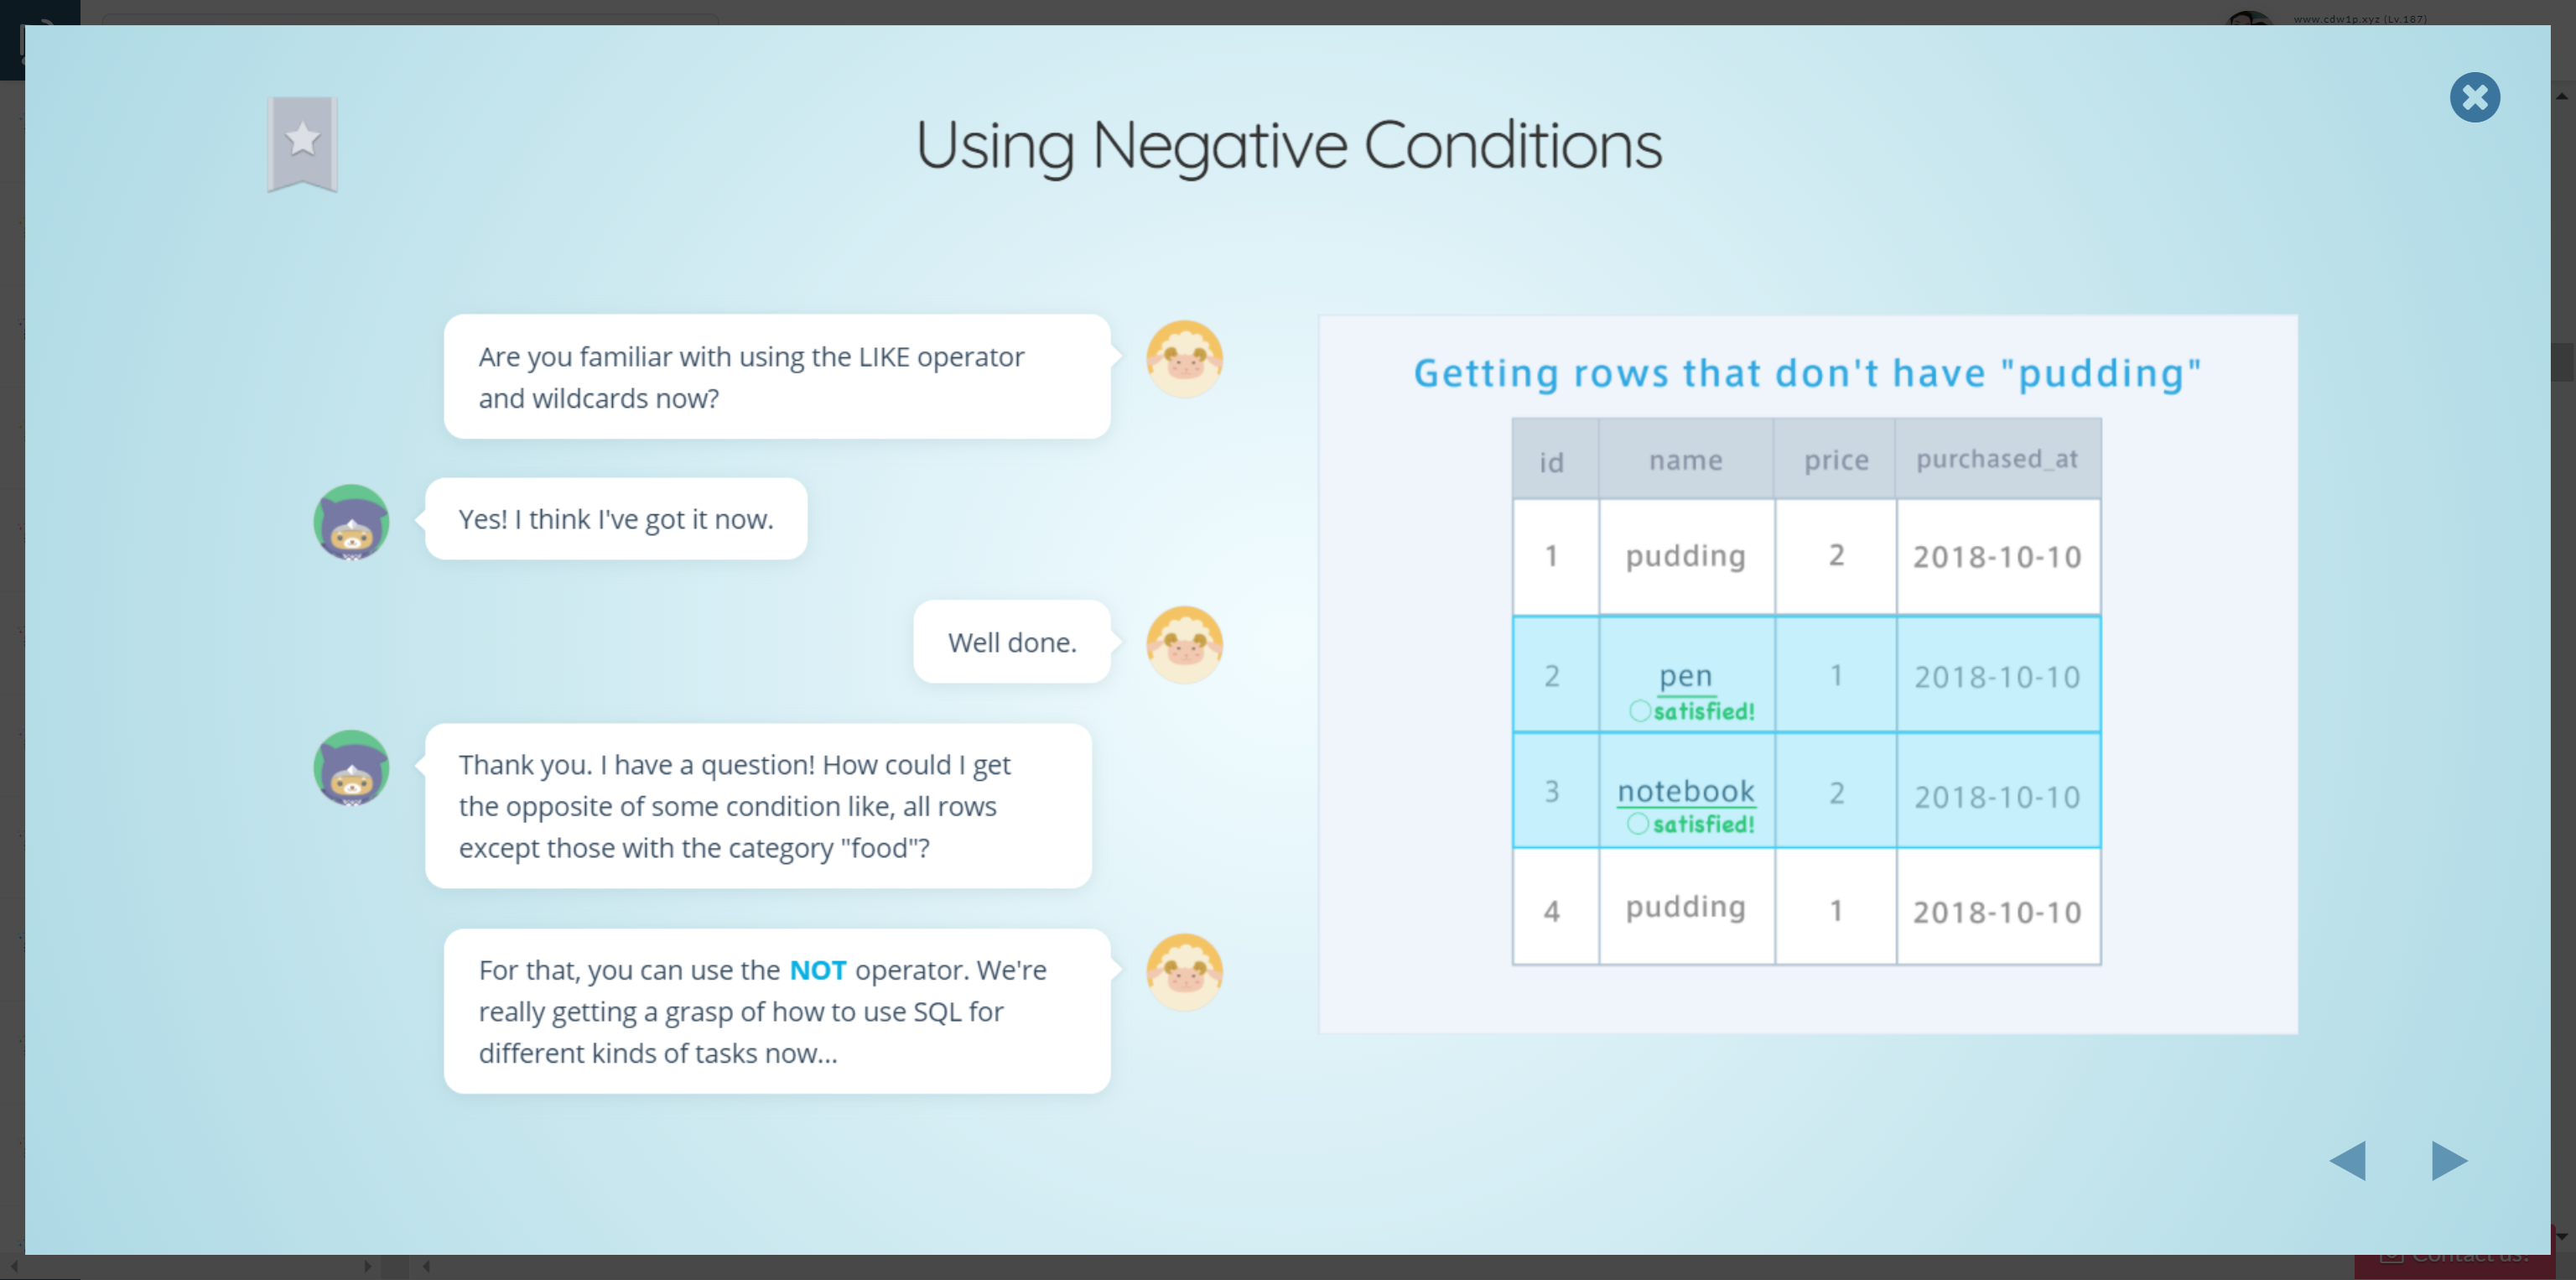 www.cdw1p.xyz (Lv.187)
Using Negative Conditions
Are you familiar with using the LIKE operator
and wildcards now?
Yes! I think I've got it now.
Well done.
Thank you. I have a question! How could I get
the opposite of some condition like, all rows
except those with the category "food"?
For that, you can use the NOT operator. We're
really getting a grasp of how to use SQL for
different kinds of tasks now...
Getting rows that don't have "pudding"
id name price purchased_at
1 pudding 2 2018-10-10
2 pen 1 2018-10-10
satisfied!
3 notebook 2 2018-10-10
satisfied!
4 pudding 1 2018-10-10
Contact us!